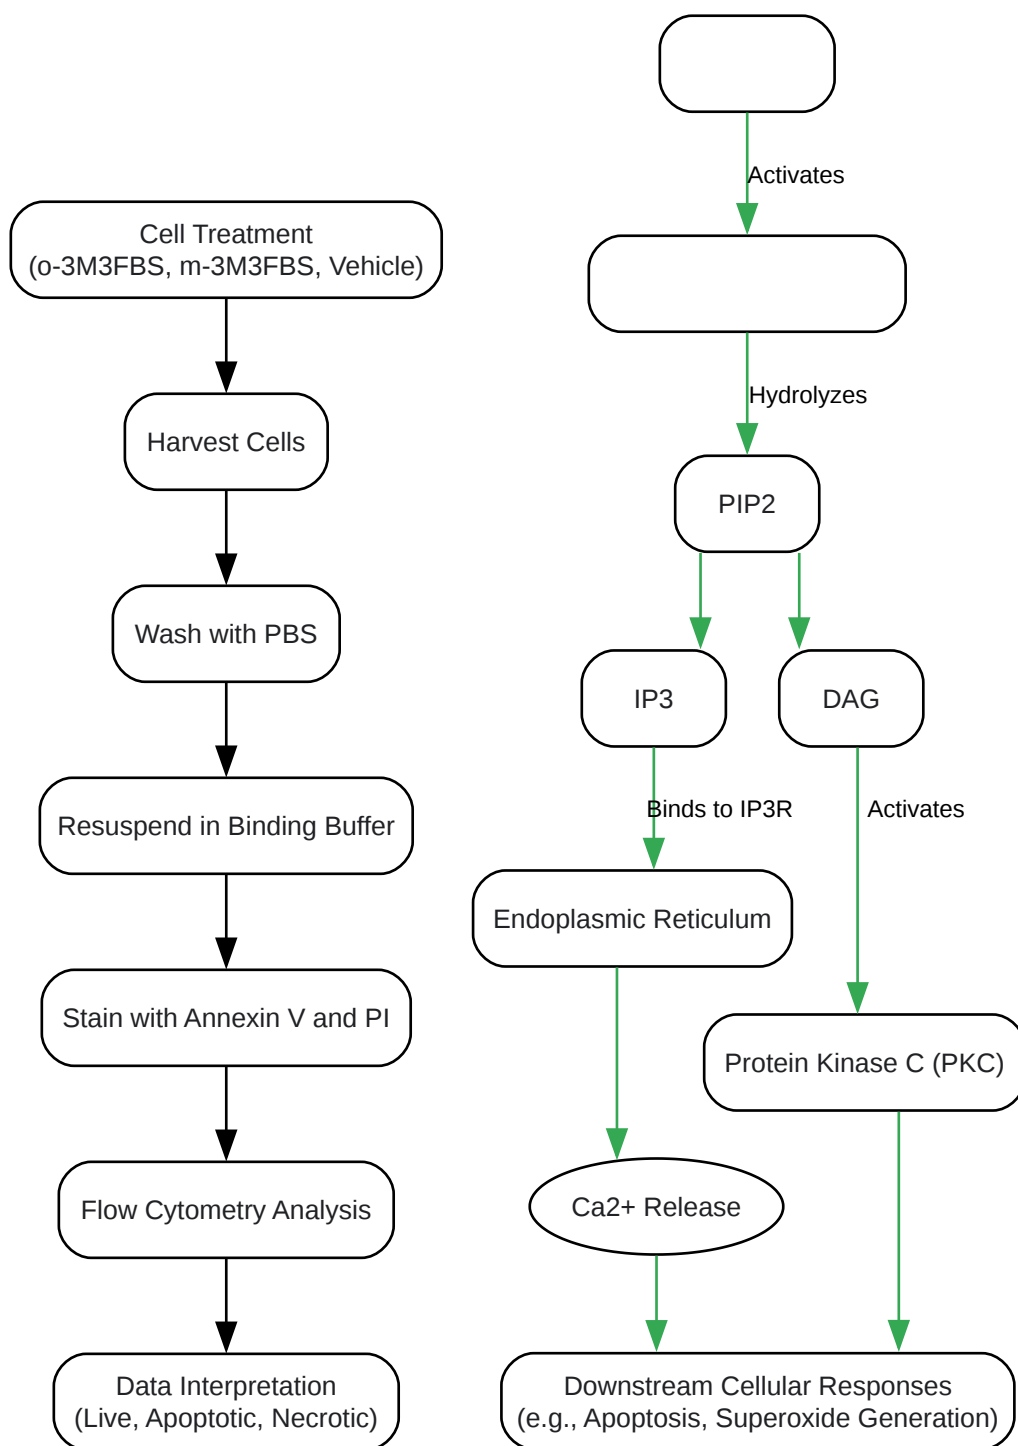 Cell Treatment
(o-3M3FBS, m-3M3FBS, Vehicle)
Harvest Cells
Wash with PBS
Resuspend in Binding Buffer
Stain with Annexin V and PI
Flow Cytometry Analysis
Data Interpretation
(Live, Apoptotic, Necrotic)
Activates
Hydrolyzes
PIP2
IP3
DAG
Binds to IP3R
Activates
Endoplasmic Reticulum
Protein Kinase C (PKC)
Ca2+ Release
Downstream Cellular Responses
(e.g., Apoptosis, Superoxide Generation)